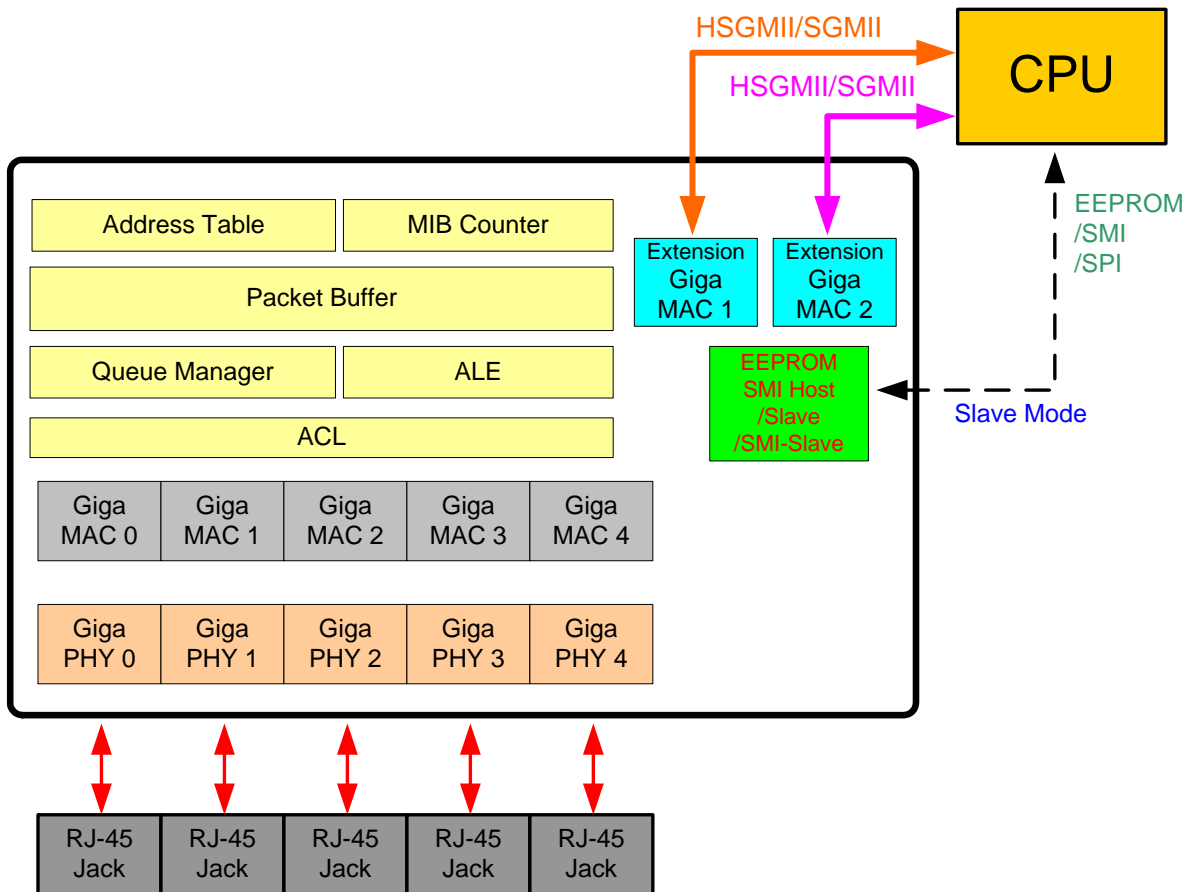 HSGMII/SGMII
HSGMII/SGMII
CPU
EEPROM
/SMI
/SPI
Slave Mode
Address Table
MIB Counter
Packet Buffer
Queue Manager
ALE
ACL
Extension
Giga
MAC 1
Extension
Giga
MAC 2
EEPROM
SMI Host
/Slave
/SMI-Slave
Giga
MAC 0
Giga
MAC 1
Giga
MAC 2
Giga
MAC 3
Giga
MAC 4
Giga
PHY 0
Giga
PHY 1
Giga
PHY 2
Giga
PHY 3
Giga
PHY 4
RJ-45
Jack
RJ-45
Jack
RJ-45
Jack
RJ-45
Jack
RJ-45
Jack